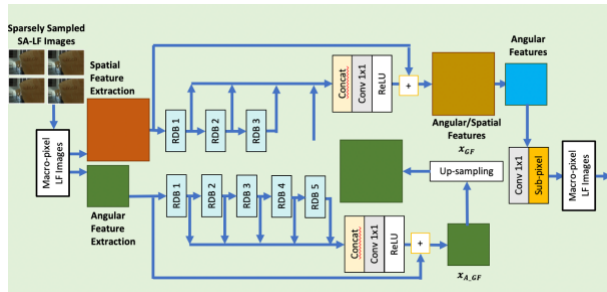 Sparsely Sampled
SA-LF Images
Spatial
Feature
Extraction
Macro-pixel
LF Images
Angular
Feature
Extraction
RDB 1
RDB 2
RDB 3
Concat
Conv 1x1
ReLU
+
Angular/Spatial
Features
x_GF
Angular
Features
Conv 1x1
Sub-pixel
Macro-pixel
LF Images
RDB 1
RDB 2
RDB 3
RDB 4
RDB 5
Concat
Conv 1x1
ReLU
+
Up-sampling
x_A_GF